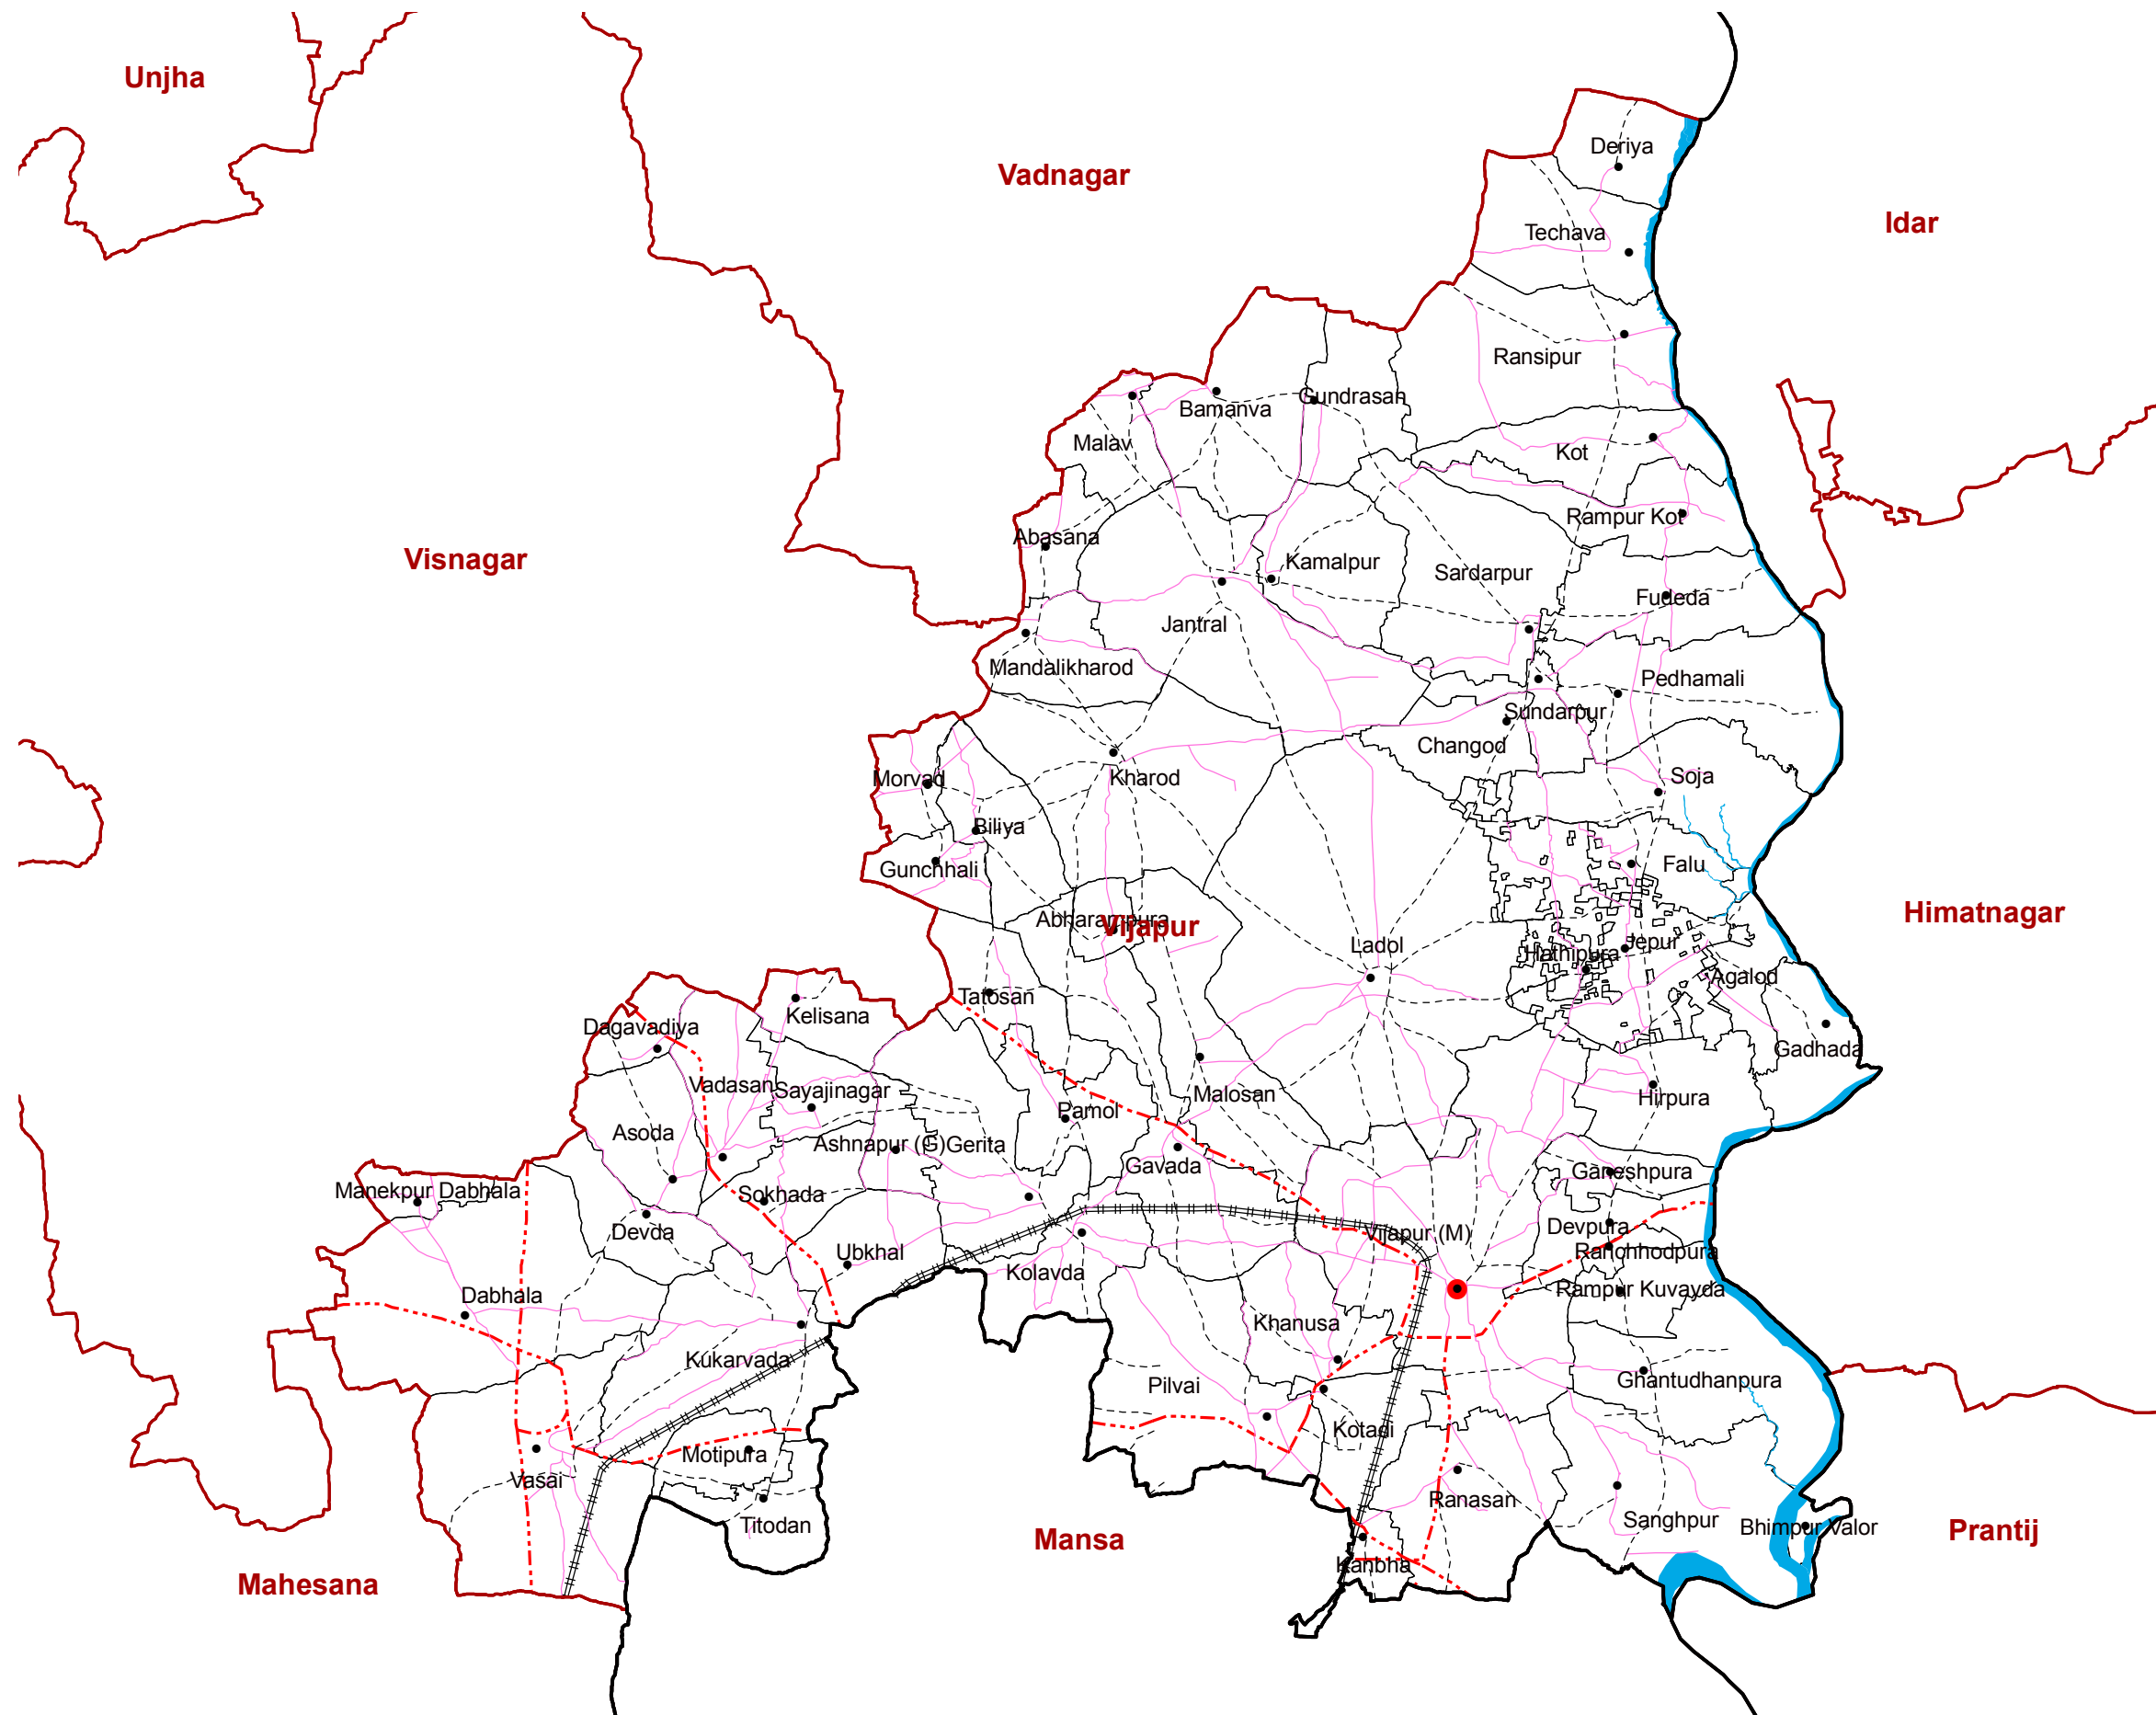 Unjha
Deriya
Vadnagar
Idar
Techava
Ransipur
Gundrasan
Bamanva
Malav
Kot
Rampur Kot
Abasana
Visnagar
Kamalpur
Sardarpur
Fudeda
Jantral
Mandalikharod
Pedhamali
Sundarpur
Changod
Morvad
Kharod
Soja
Biliya
Gunchhali
Falu
Abharampura
Vijapur
Himatnagar
Ladol
Jepur
Hathipura
Agalod
Tatosan
Kelisana
Dagavadiya
Gadhada
Vadasan
Sayajinagar
Malosan
Hirpura
Pamol
Asoda
Ashnapur (G)
Gerita
Gavada
Ganeshpura
Manekpur Dabhala
Sokhada
Devda
Devpura
Vijapur (M)
Ubkhal
Ranchhodpura
Kolavda
Rampur Kuvayda
Dabhala
Khanusa
Kukarvada
Pilvai
Ghantudhanpura
Kotadi
Motipura
Vasai
Ranasan
Sanghpur
Bhimpur Valor
Titodan
Mansa
Prantij
Kanbha
Mahesana